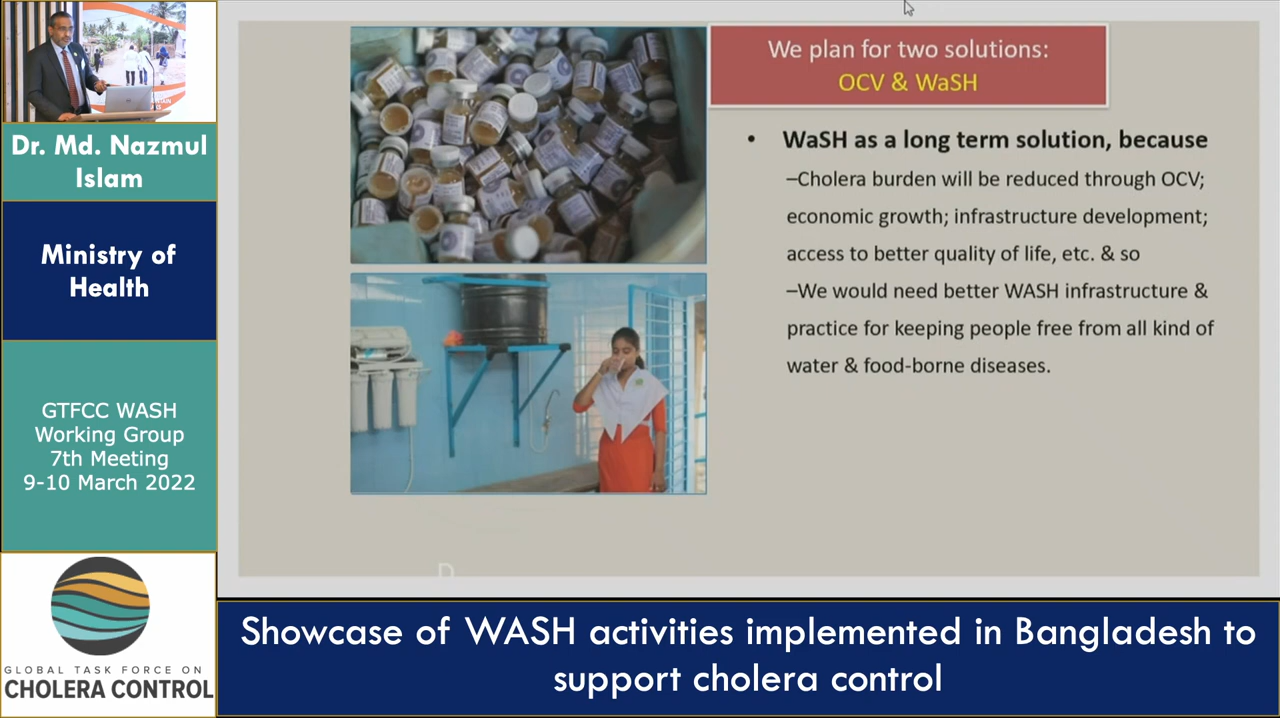 Dr. Md. Nazmul
Islam
Ministry of
Health
GTFCC WASH
Working Group
7th Meeting
9-10 March 2022
GLOBAL TASK FORCE ON
CHOLERA CONTROL
We plan for two solutions:
OCV & WaSH
• WaSH as a long term solution, because
–Cholera burden will be reduced through OCV;
economic growth; infrastructure development;
access to better quality of life, etc. & so
–We would need better WASH infrastructure &
practice for keeping people free from all kind of
water & food-borne diseases.
D
Showcase of WASH activities implemented in Bangladesh to
support cholera control